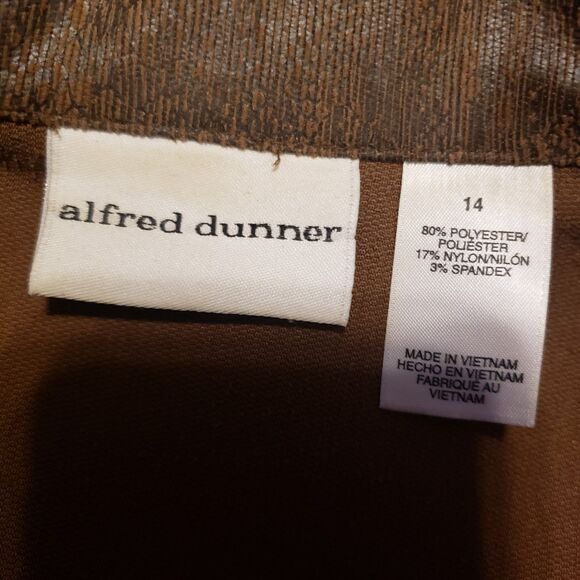 alfred dunner
14
80% POLYESTER/
POLIÉSTER
17% NYLON/NILÓN
3% SPANDEX
MADE IN VIETNAM
HECHO EN VIETNAM
FABRIQUÉ AU
VIETNAM